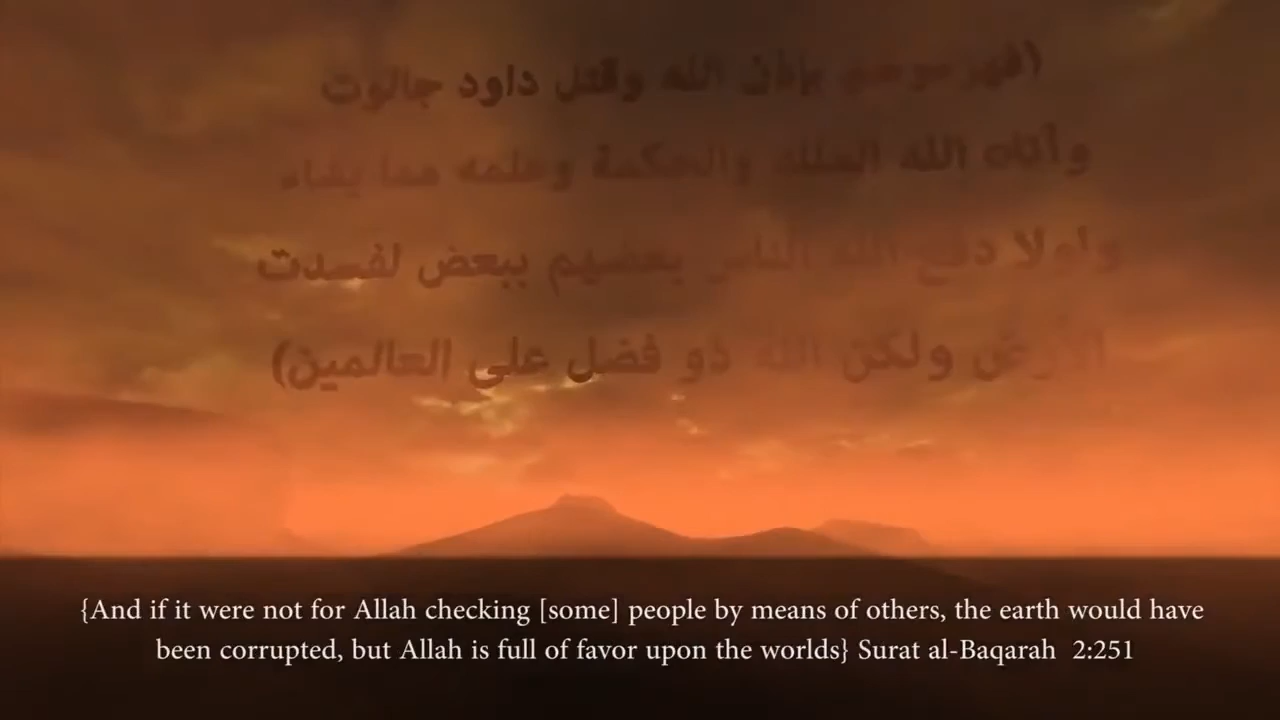 (فهزموهم بإذن الله وقتل داود جالوت
وأتاه الله الملك والحكمة وعلمه مما يشاء
ولولا دفع الله الناس بعضهم ببعض لفسدت
الأرض ولكن الله ذو فضل على العالمين)
{And if it were not for Allah checking [some] people by means of others, the earth would have
been corrupted, but Allah is full of favor upon the worlds} Surat al-Baqarah 2:251